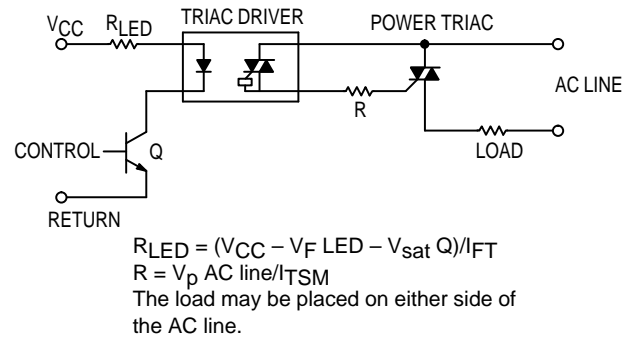 VCC RLED TRIAC DRIVER POWER TRIAC
AC LINE
R
CONTROL Q LOAD
RETURN
RLED = (VCC – VF LED – Vsat Q)/IFT
R = Vp AC line/ITSM
The load may be placed on either side of
the AC line.